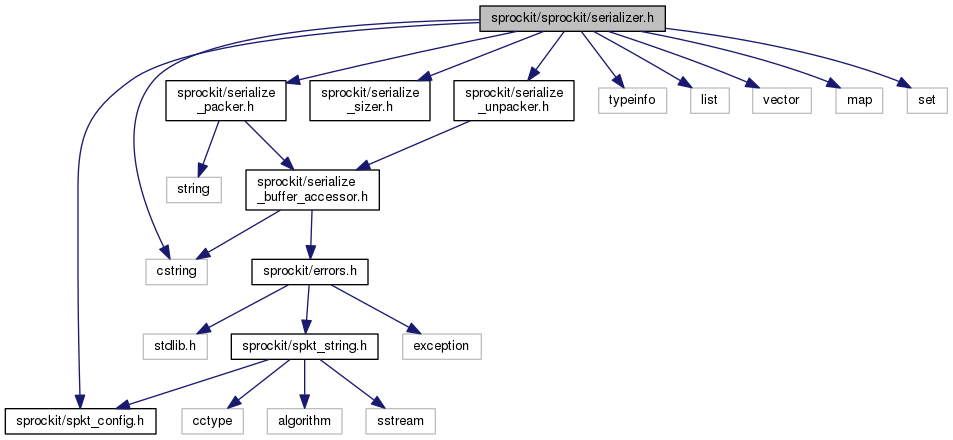 sprockit/sprockit/serializer.h
sprockit/serialize
_packer.h
sprockit/serialize
_sizer.h
sprockit/serialize
_unpacker.h
typeinfo
list
vector
map
set
string
sprockit/serialize
_buffer_accessor.h
cstring
sprockit/errors.h
stdlib.h
sprockit/spkt_string.h
exception
sprockit/spkt_config.h
cctype
algorithm
sstream